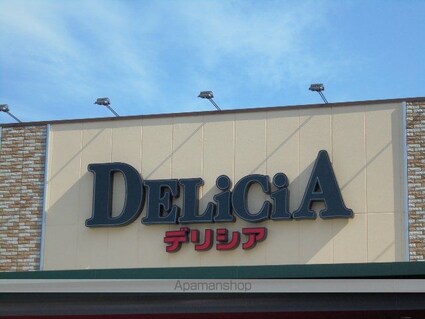 DELiCiA
デリシア
Apamanshop